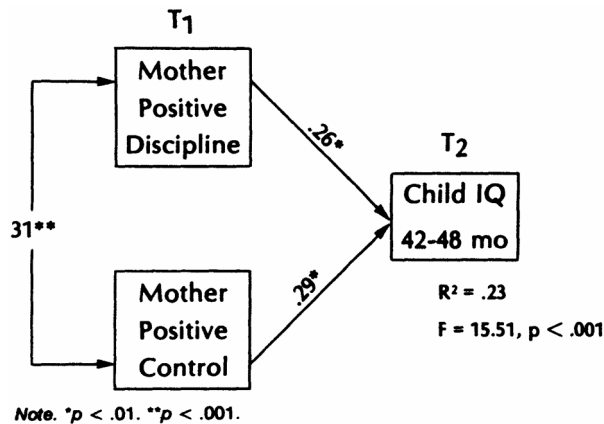 T1
Mother
Positive
Discipline
.26*
T2
Child IQ
42-48 mo
31**
.29*
Mother
Positive
Control
R² = .23
F = 15.51, p < .001
Note. *p < .01. **p < .001.